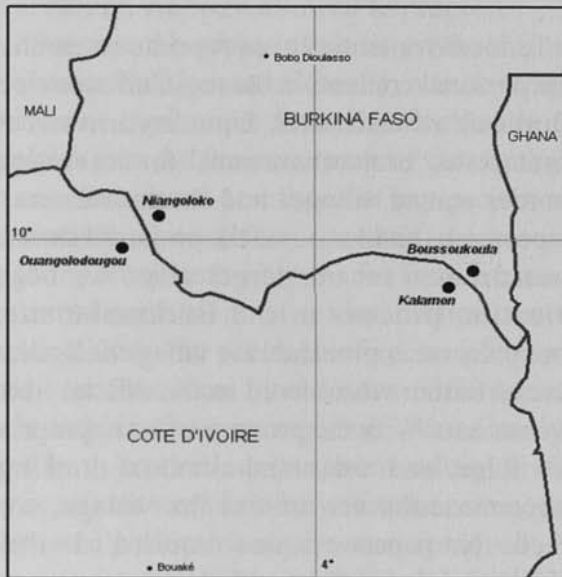 Bobo Dioulasso
MALI
BURKINA FASO
GHANA
Niangoloko
10°
Ouangolodougou
Boussoukoula
Kalamon
COTE D'IVOIRE
4°
Bouaké